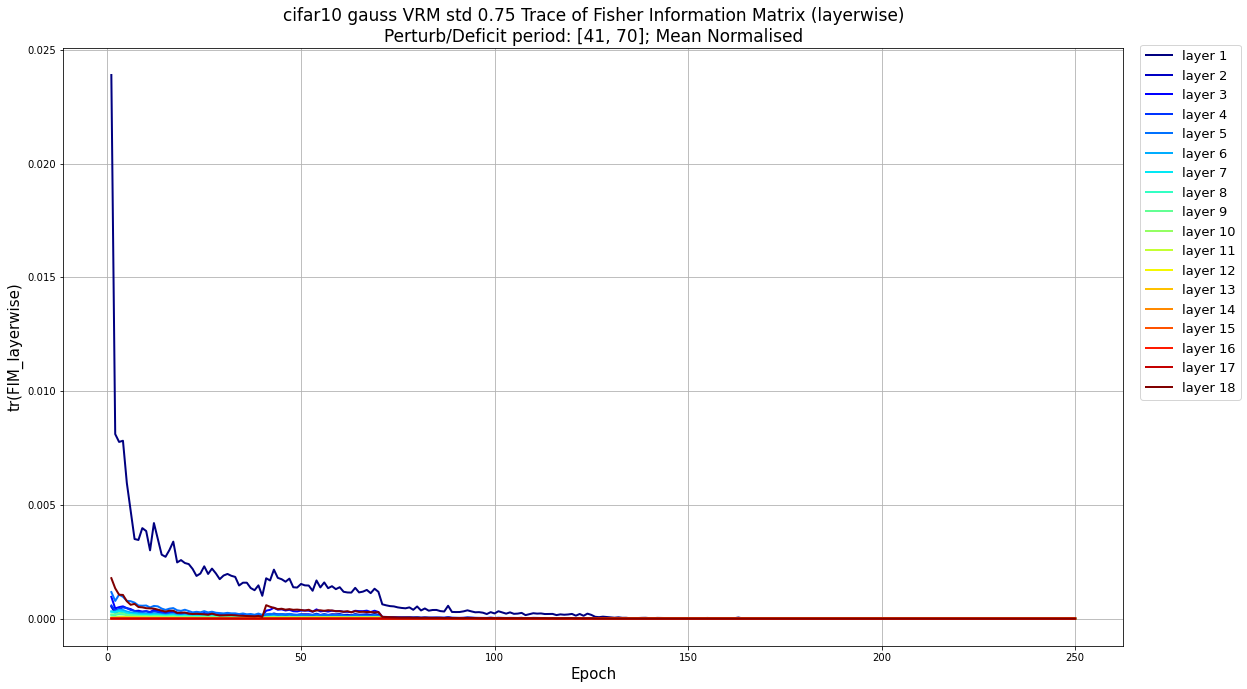 cifar10 gauss VRM std 0.75 Trace of Fisher Information Matrix (layerwise)
Perturb/Deficit period: [41, 70]; Mean Normalised
tr(FIM_layerwise)
0.025
0.020
0.015
0.010
0.005
0.000
0
50
100
150
200
250
Epoch
layer 1
layer 2
layer 3
layer 4
layer 5
layer 6
layer 7
layer 8
layer 9
layer 10
layer 11
layer 12
layer 13
layer 14
layer 15
layer 16
layer 17
layer 18